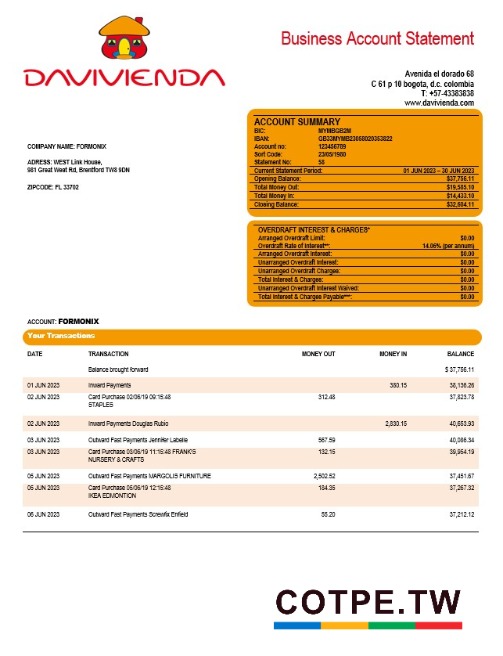 Business Account Statement
DAVIVIENDA
Avenida el dorado 68
C 61 p 10 bogota, d.c. colombia
T: +57-43383838
www.davivienda.com
ACCOUNT SUMMARY
BIC: MYMBGB2M
IBAN: GB33MYMB23058020353822
Account no: 123456789
Sort Code: 23/05/1980
Statement No: 58
Current Statement Period: 01 JUN 2023 – 30 JUN 2023
Opening Balance: $37,756.11
Total Money Out: $19,585.10
Total Money In: $14,433.10
Closing Balance: $32,604.11
COMPANY NAME: FORMONIX
ADRESS: WEST Link House,
981 Great West Rd, Brentford TW8 9DN
ZIPCODE: FL 33702
OVERDRAFT INTEREST & CHARGES*
Arranged Overdraft Limit: $0.00
Overdraft Rate of Interest**: 14.06% (per annum)
Arranged Overdraft Interest: $0.00
Unarranged Overdraft Interest: $0.00
Unarranged Overdraft Charges: $0.00
Total Interest & Charges: $0.00
Unarranged Overdraft Interest Waived: $0.00
Total Interest & Charges Payable***: $0.00
ACCOUNT: FORMONIX
Your Transactions
DATE TRANSACTION MONEY OUT MONEY IN BALANCE
Balance brought forward $ 37,756.11
01 JUN 2023 Inward Payments 380.15 38,136.26
02 JUN 2023 Card Purchase 02/06/19 09:15:48 312.48 37,823.78
STAPLES
02 JUN 2023 Inward Payments Douglas Rubio 2,830.15 40,653.93
03 JUN 2023 Outward Fast Payments Jennifer Labelle 567.59 40,086.34
03 JUN 2023 Card Purchase 03/06/19 11:15:48 FRANK'S 132.15 39,954.19
NURSERY & CRAFTS
05 JUN 2023 Outward Fast Payments MARGOLIS FURNITURE 2,502.52 37,451.67
05 JUN 2023 Card Purchase 05/06/19 12:15:48 184.35 37,267.32
IKEA EDMONTION
06 JUN 2023 Outward Fast Payments Screwfix Enfield 55.20 37,212.12
COTPE.TW